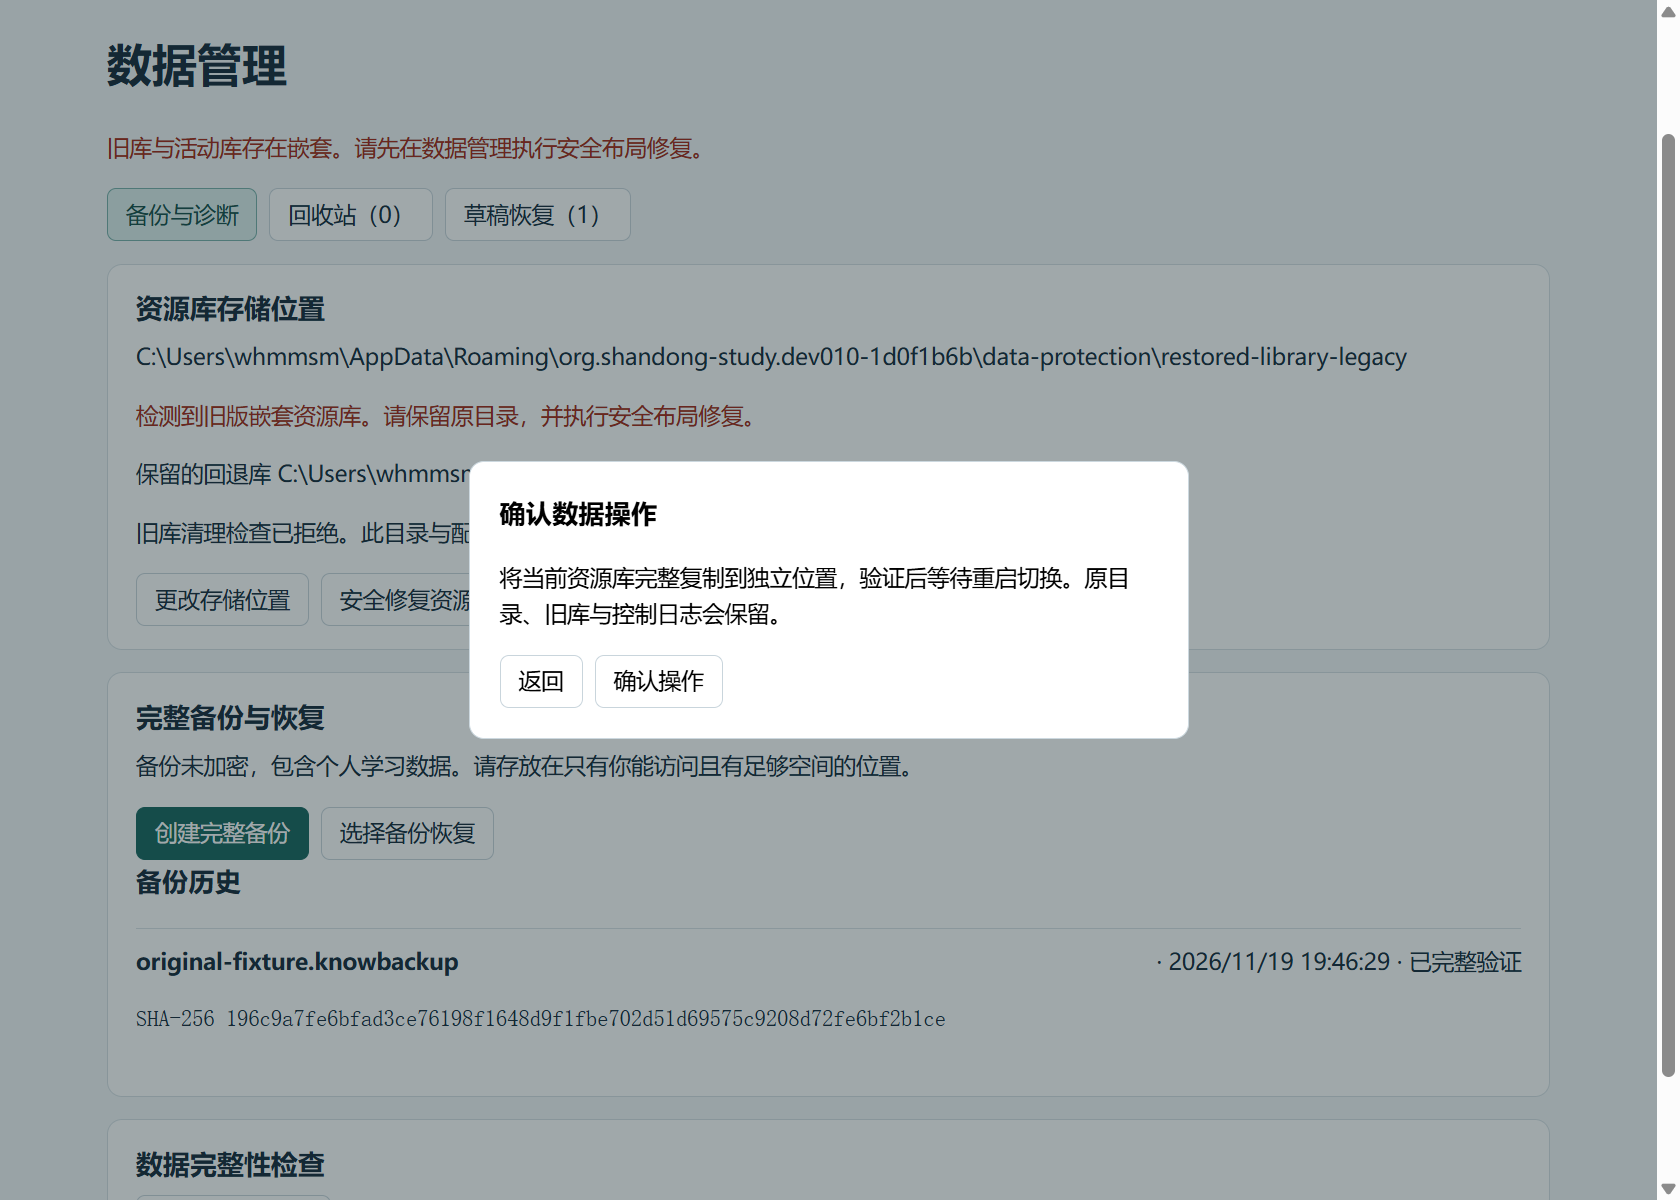 数据管理
旧库与活动库存在嵌套。请先在数据管理执行安全布局修复。
备份与诊断
回收站（0）
草稿恢复（1）
资源库存储位置
C:\Users\whmmsm\AppData\Roaming\org.shandong-study.dev010-1d0f1b6b\data-protection\restored-library-legacy
检测到旧版嵌套资源库。请保留原目录，并执行安全布局修复。
保留的回退库 C:\Users\whmmsm
旧库清理检查已拒绝。此目录与配
更改存储位置
安全修复资源
确认数据操作
将当前资源库完整复制到独立位置，验证后等待重启切换。原目
录、旧库与控制日志会保留。
返回
确认操作
完整备份与恢复
备份未加密，包含个人学习数据。请存放在只有你能访问且有足够空间的位置。
创建完整备份
选择备份恢复
备份历史
original-fixture.knowbackup
· 2026/11/19 19:46:29 · 已完整验证
SHA-256 196c9a7fe6bfad3ce76198f1648d9f1fbe702d51d69575c9208d72fe6bf2b1ce
数据完整性检查